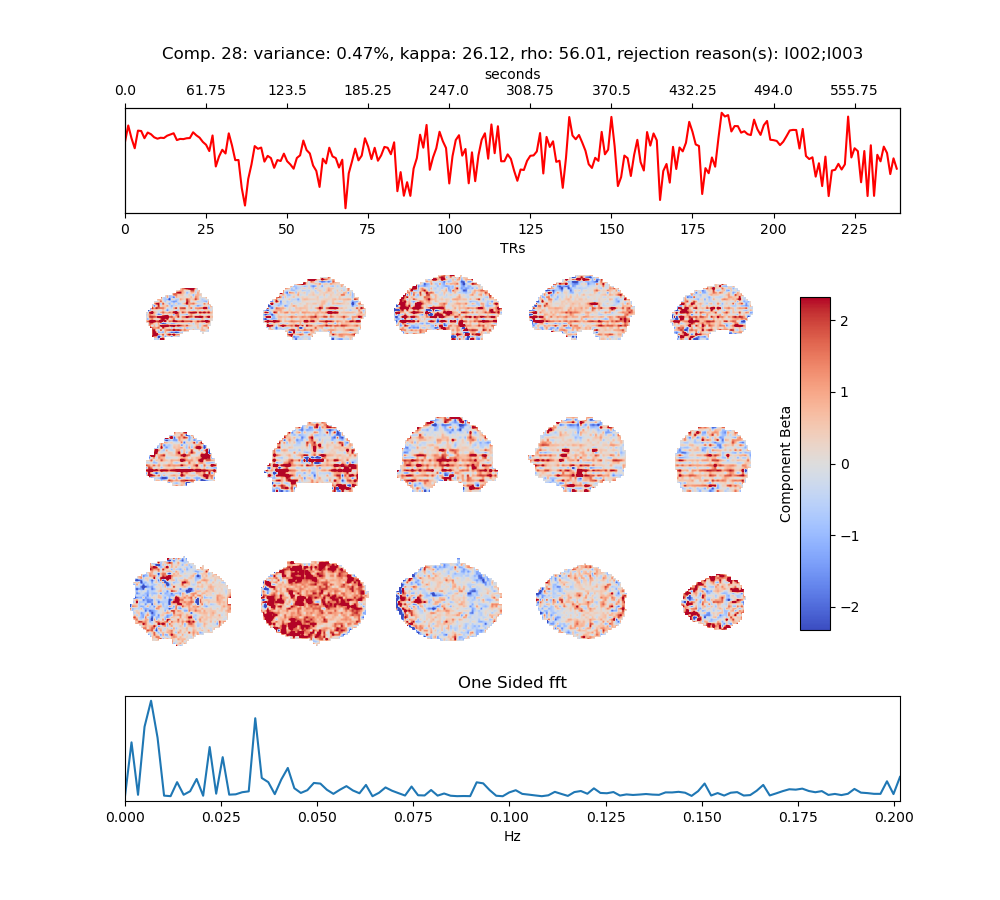 Comp. 28: variance: 0.47%, kappa: 26.12, rho: 56.01, rejection reason(s): I002;I003
seconds
0.0 61.75 123.5 185.25 247.0 308.75 370.5 432.25 494.0 555.75
0 25 50 75 100 125 150 175 200 225
TRs
2
1
0
−1
−2
Component Beta
One Sided fft
0.000 0.025 0.050 0.075 0.100 0.125 0.150 0.175 0.200
Hz